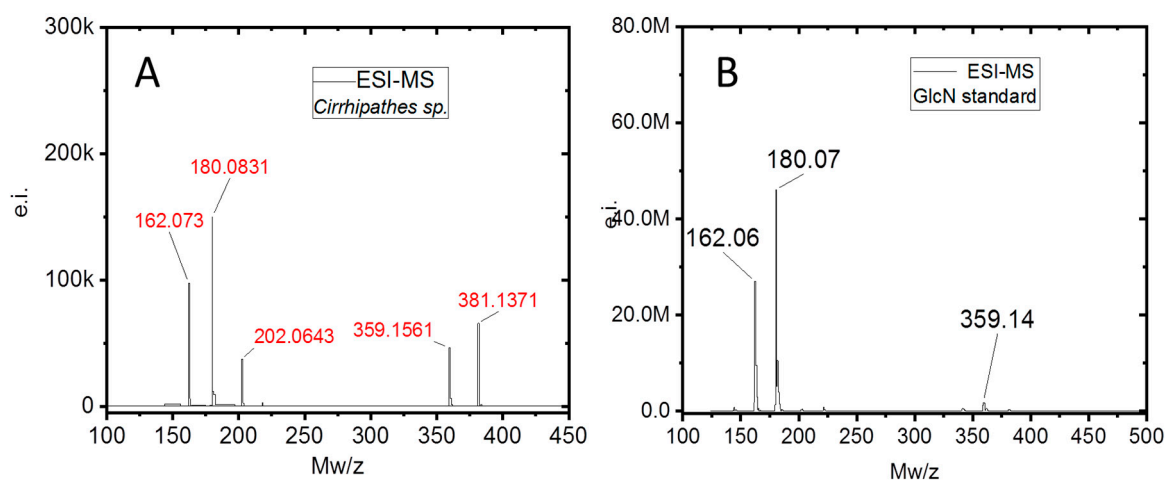 A
ESI-MS
Cirrhipathes sp.
300k
200k
100k
0
e.i.
162.073
180.0831
202.0643
359.1561
381.1371
100 150 200 250 300 350 400 450
Mw/z
B
ESI-MS
GlcN standard
80.0M
60.0M
40.0M
20.0M
0.0
e.i.
162.06
180.07
359.14
100 150 200 250 300 350 400 450 500
Mw/z